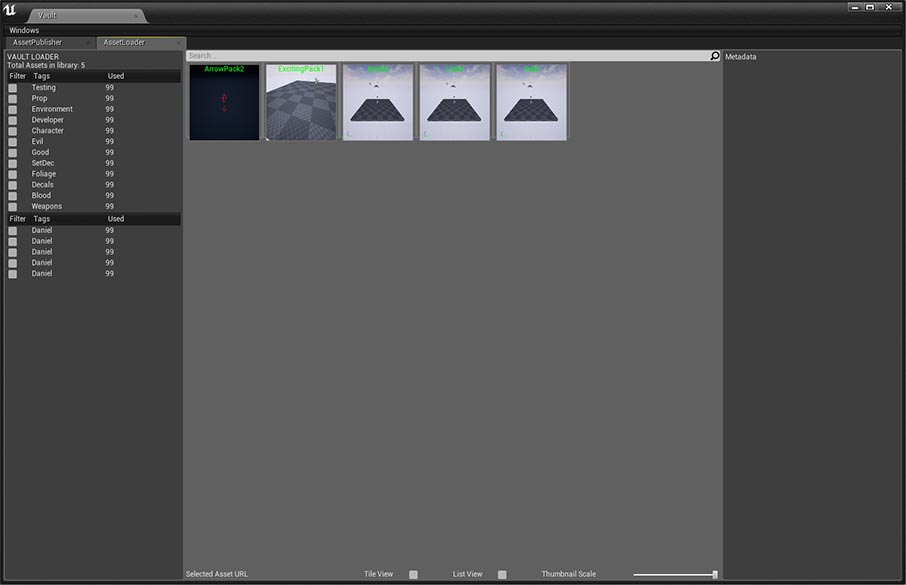 Vault
Windows
AssetPublisher
AssetLoader
VAULT LOADER
Total Assets in library: 5
Filter Tags Used
Testing 99
Prop 99
Environment 99
Developer 99
Character 99
Evil 99
Good 99
SetDec 99
Foliage 99
Decals 99
Blood 99
Weapons 99
Filter Tags Used
Daniel 99
Daniel 99
Daniel 99
Daniel 99
Daniel 99
Search...
ArrowPack2
ExcitingPack1
Metadata
Selected Asset URL
Tile View
List View
Thumbnail Scale